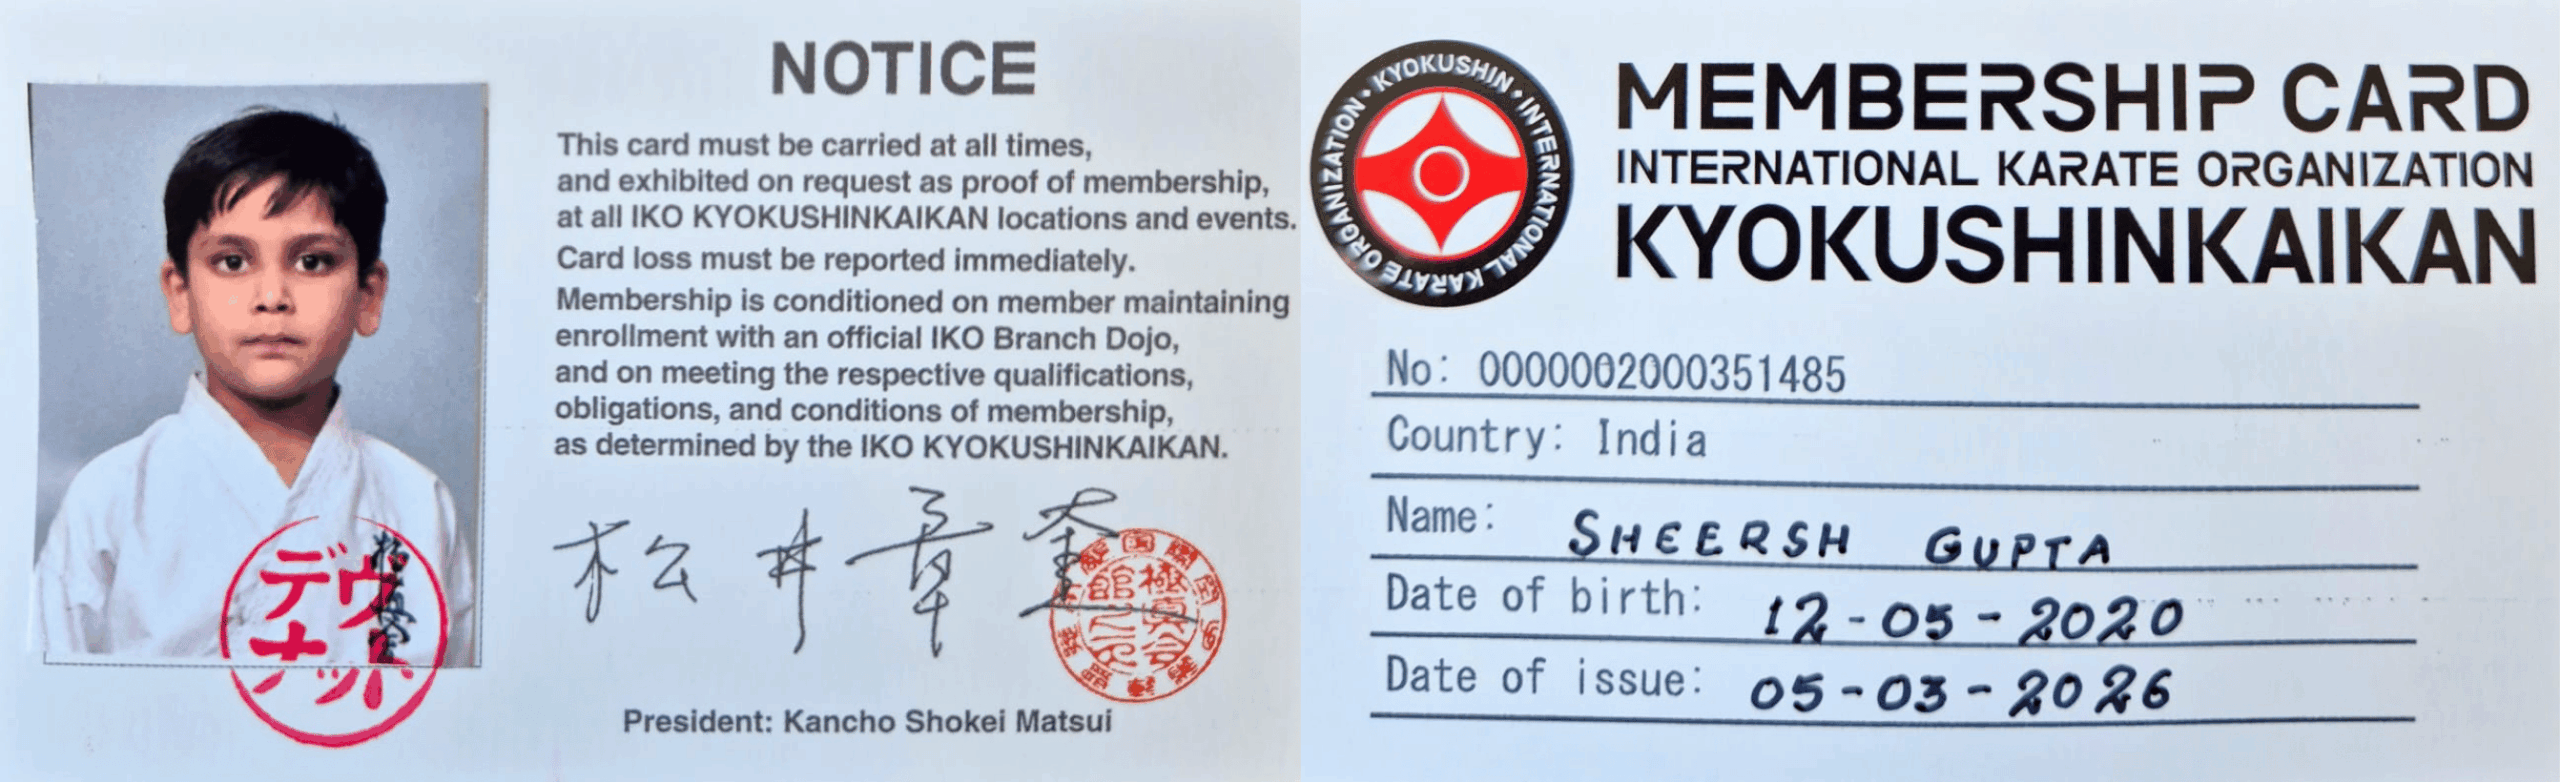 NOTICE
This card must be carried at all times,
and exhibited on request as proof of membership,
at all IKO KYOKUSHINKAIKAN locations and events.
Card loss must be reported immediately.
Membership is conditioned on member maintaining
enrollment with an official IKO Branch Dojo,
and on meeting the respective qualifications,
obligations, and conditions of membership,
as determined by the IKO KYOKUSHINKAIKAN.
松井章奎
President: Kancho Shokei Matsui
デヴ
ナット
KYOKUSHIN • INTERNATIONAL KARATE ORGANIZATION •
MEMBERSHIP CARD
INTERNATIONAL KARATE ORGANIZATION
KYOKUSHINKAIKAN
No: 0000002000351485
Country: India
Name: SHEERSH GUPTA
Date of birth: 12-05-2020
Date of issue: 05-03-2026